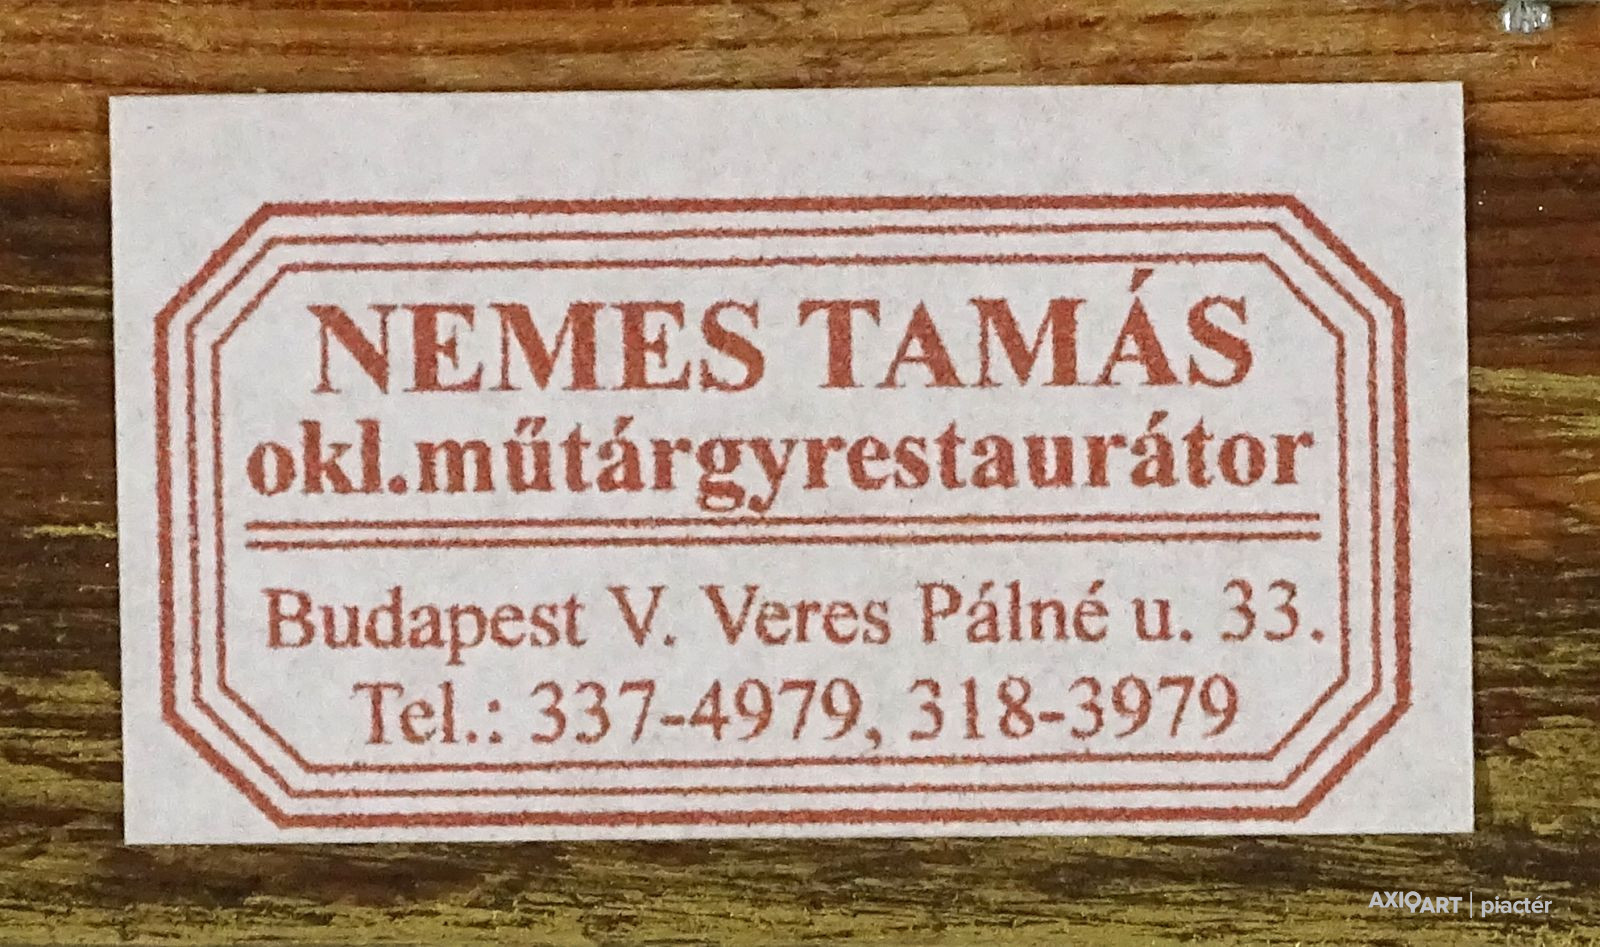 NEMES TAMÁS
okl.műtárgyrestaurátor
Budapest V. Veres Pálné u. 33.
Tel.: 337-4979, 318-3979
AXIOART | piactér